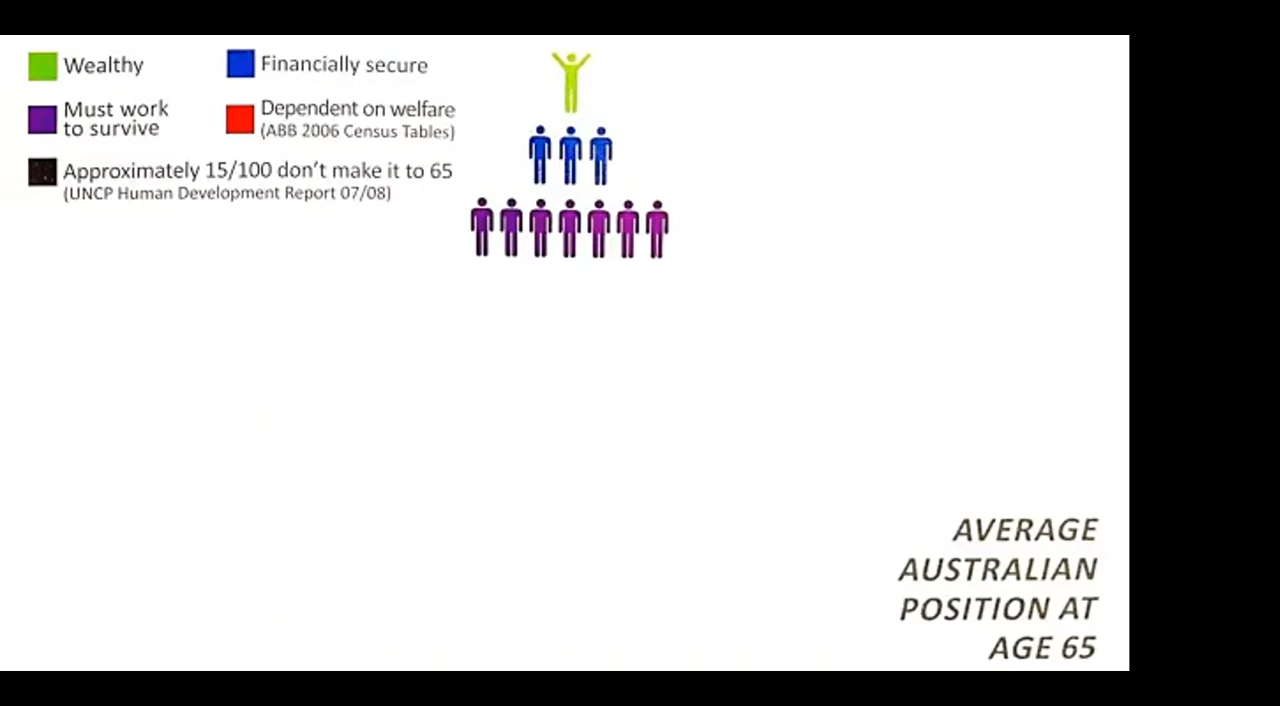 Wealthy
Financially secure
Must work
to survive
Dependent on welfare
(ABB 2006 Census Tables)
Approximately 15/100 don't make it to 65
(UNCP Human Development Report 07/08)
AVERAGE
AUSTRALIAN
POSITION AT
AGE 65